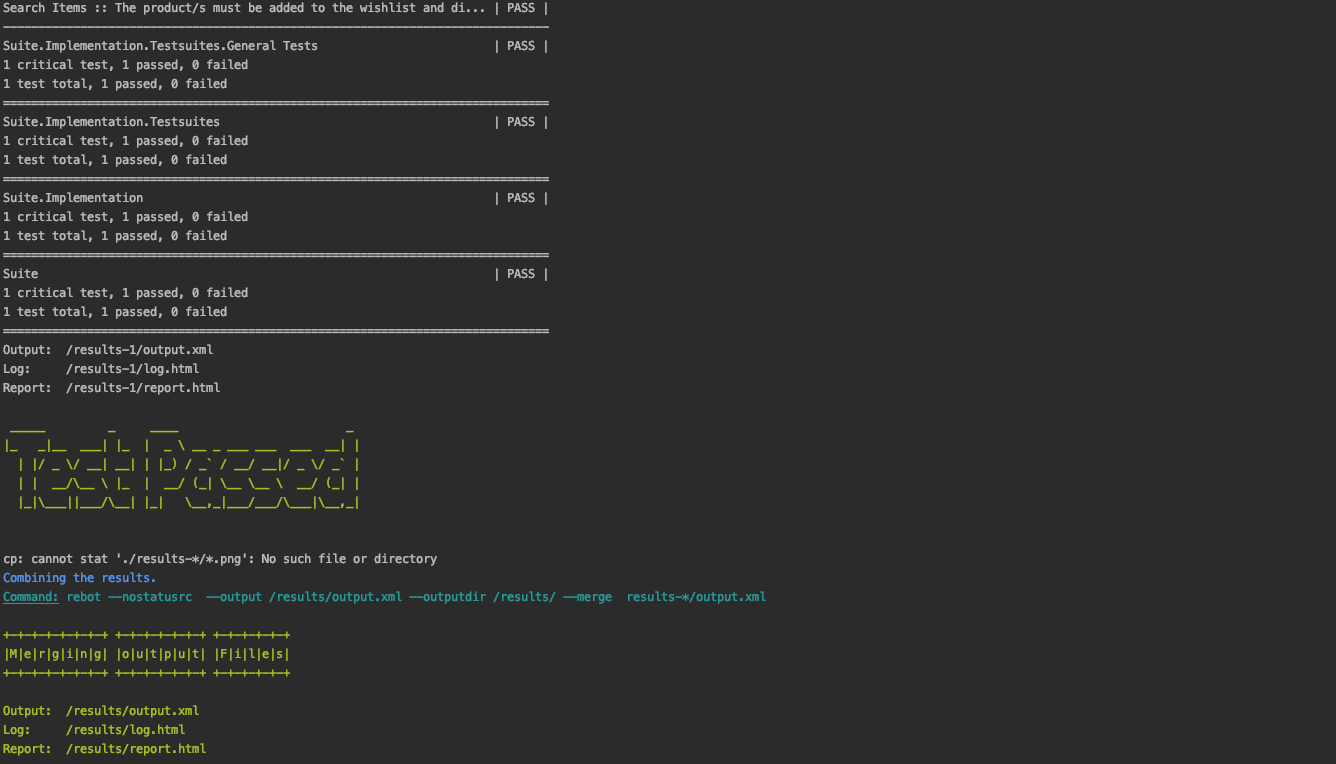 Search Items :: The product/s must be added to the wishlist and di... | PASS |
------------------------------------------------------------------------------
Suite.Implementation.Testsuites.General Tests                         | PASS |
1 critical test, 1 passed, 0 failed
1 test total, 1 passed, 0 failed
==============================================================================
Suite.Implementation.Testsuites                                       | PASS |
1 critical test, 1 passed, 0 failed
1 test total, 1 passed, 0 failed
==============================================================================
Suite.Implementation                                                  | PASS |
1 critical test, 1 passed, 0 failed
1 test total, 1 passed, 0 failed
==============================================================================
Suite                                                                 | PASS |
1 critical test, 1 passed, 0 failed
1 test total, 1 passed, 0 failed
==============================================================================
Output:  /results-1/output.xml
Log:     /results-1/log.html
Report:  /results-1/report.html
Test Passed
cp: cannot stat './results-*/*.png': No such file or directory
Combining the results.
Command: rebot --nostatusrc  --output /results/output.xml --outputdir /results/ --merge  results-*/output.xml
+-+-+-+-+-+-+-+ +-+-+-+-+-+-+ +-+-+-+-+-+
|M|e|r|g|i|n|g| |o|u|t|p|u|t| |F|i|l|e|s|
+-+-+-+-+-+-+-+ +-+-+-+-+-+-+ +-+-+-+-+-+
Output:  /results/output.xml
Log:     /results/log.html
Report:  /results/report.html